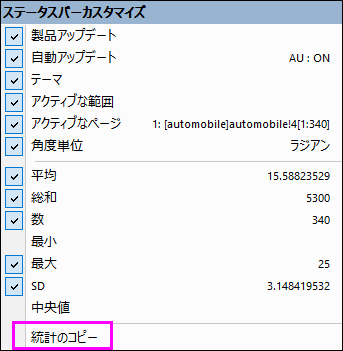 ステータスバーカスタマイズ
製品アップデート
自動アップデート AU : ON
テーマ
アクティブな範囲
アクティブなページ 1: [automobile]automobile!4[1:340]
角度単位 ラジアン
平均 15.58823529
総和 5300
数 340
最小
最大 25
SD 3.148419532
中央値
統計のコピー